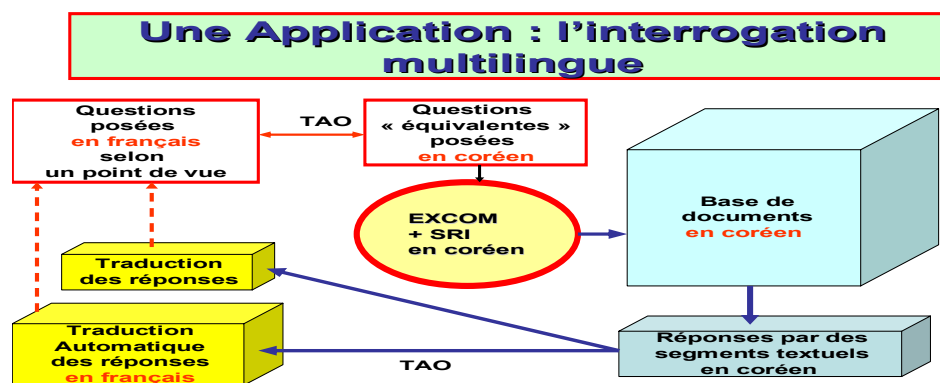 Une Application : l'interrogation
multilingue
Questions
posées
en français
selon
un point de vue
TAO
Questions
« équivalentes »
posées
en coréen
EXCOM
+ SRI
en coréen
Base de
documents
en coréen
Traduction
des réponses
Traduction
Automatique
des réponses
en français
TAO
Réponses par des
segments textuels
en coréen